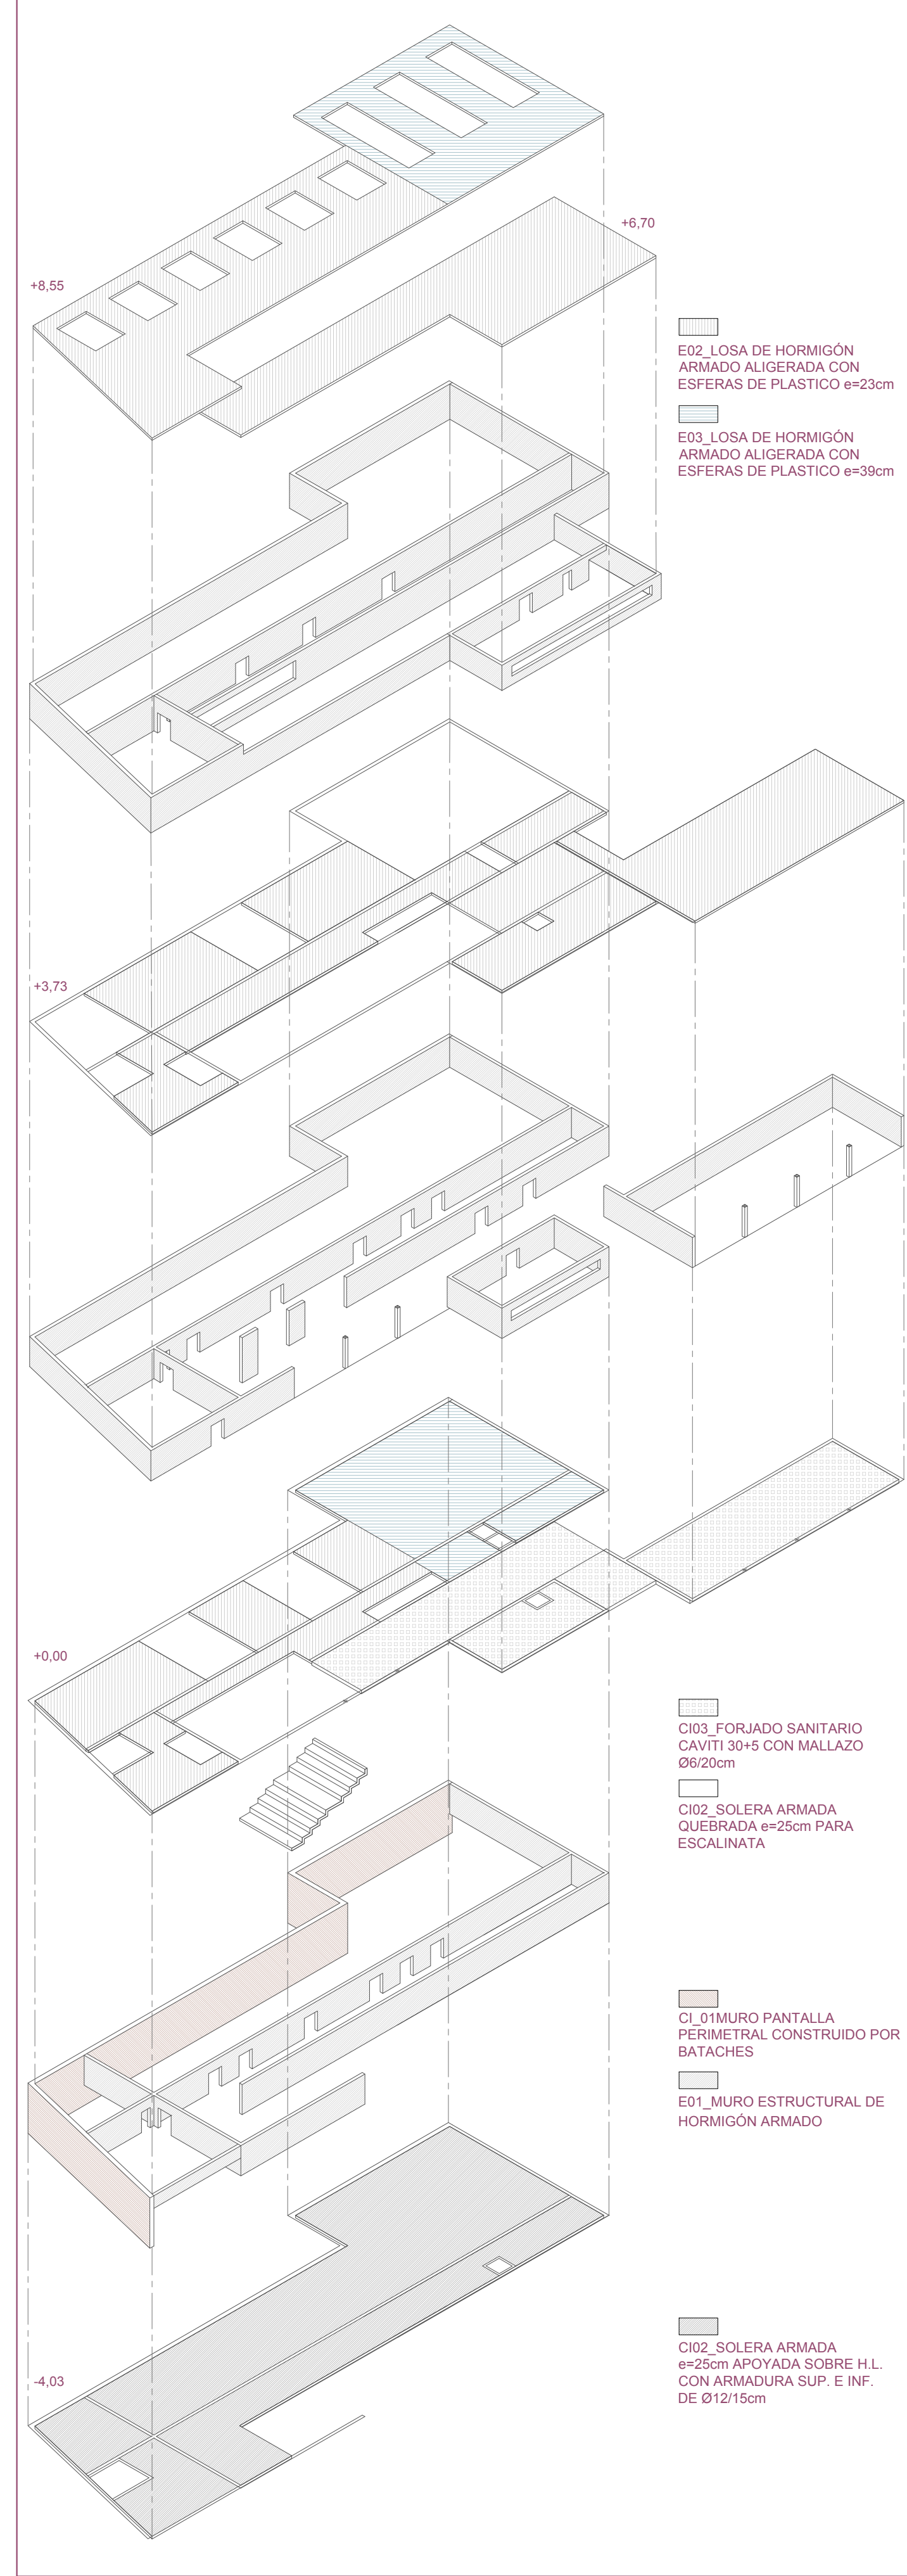 +6,70
+8,55
E02_LOSA DE HORMIGÓN
ARMADO ALIGERADA CON
ESFERAS DE PLASTICO e=23cm
E03_LOSA DE HORMIGÓN
ARMADO ALIGERADA CON
ESFERAS DE PLASTICO e=39cm
+3,73
+0,00
CI03_FORJADO SANITARIO
CAVITI 30+5 CON MALLAZO
Ø6/20cm
CI02_SOLERA ARMADA
QUEBRADA e=25cm PARA
ESCALINATA
CI_01MURO PANTALLA
PERIMETRAL CONSTRUIDO POR
BATACHES
E01_MURO ESTRUCTURAL DE
HORMIGÓN ARMADO
-4,03
CI02_SOLERA ARMADA
e=25cm APOYADA SOBRE H.L.
CON ARMADURA SUP. E INF.
DE Ø12/15cm